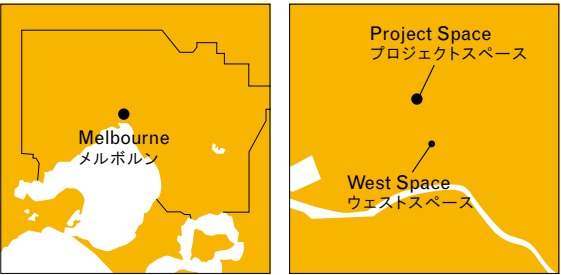 Melbourne
メルボルン
Project Space
プロジェクトスペース
West Space
ウェストスペース